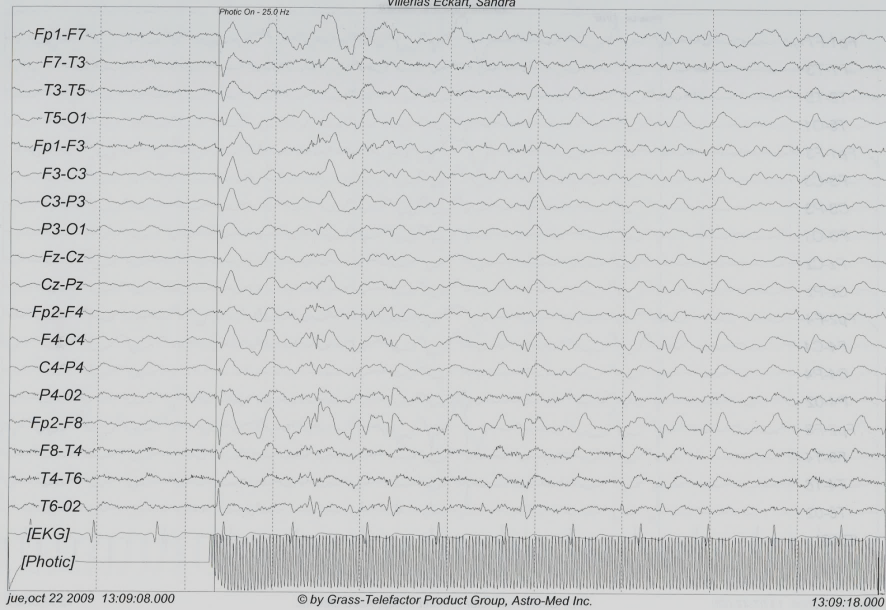 Villenas Eckart, Sandra
Photic On - 25.0 Hz
Fp1-F7
F7-T3
T3-T5
T5-O1
Fp1-F3
F3-C3
C3-P3
P3-O1
Fz-Cz
Cz-Pz
Fp2-F4
F4-C4
C4-P4
P4-02
Fp2-F8
F8-T4
T4-T6
T6-02
[EKG]
[Photic]
jue,oct 22 2009 13:09:08.000 © by Grass-Telefactor Product Group, Astro-Med Inc. 13:09:18.000